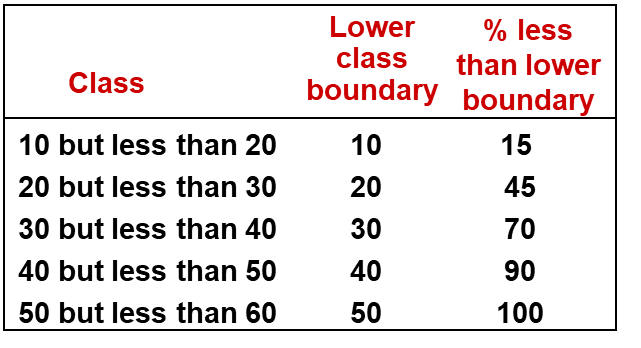 Class Lower class boundary % less than lower boundary
10 but less than 20 10 15
20 but less than 30 20 45
30 but less than 40 30 70
40 but less than 50 40 90
50 but less than 60 50 100